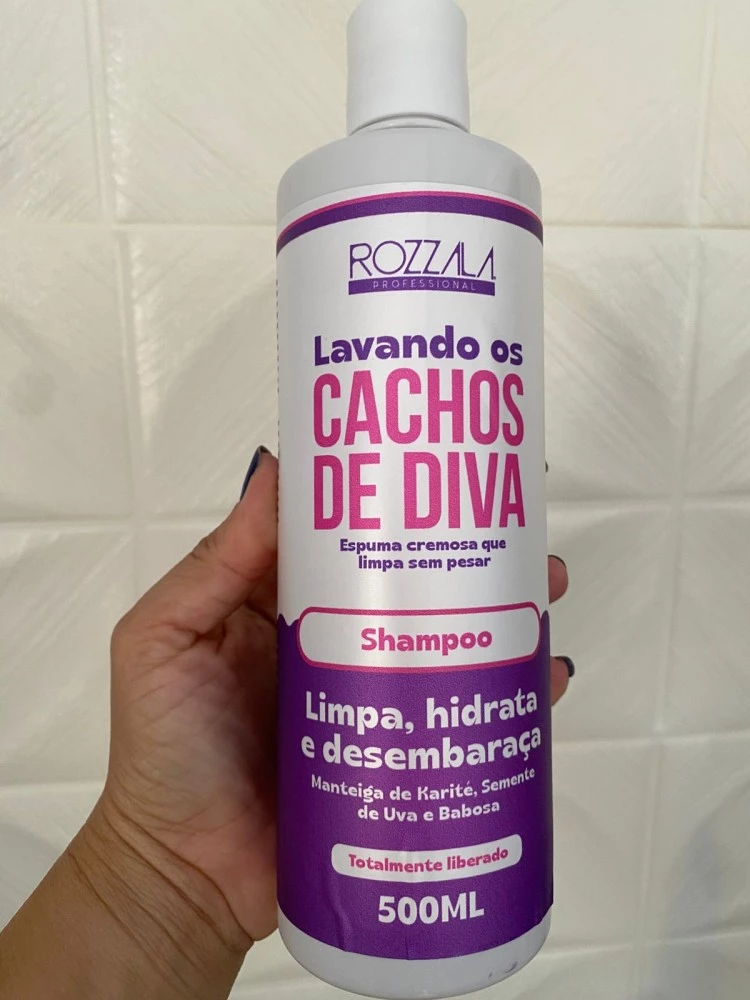 ROZZALA
PROFESSIONAL
Lavando os
CACHOS
DE DIVA
Espuma cremosa que
limpa sem pesar
Shampoo
Limpa, hidrata
e desembaraça
Manteiga de Karité, Semente
de Uva e Babosa
Totalmente liberado
500ML